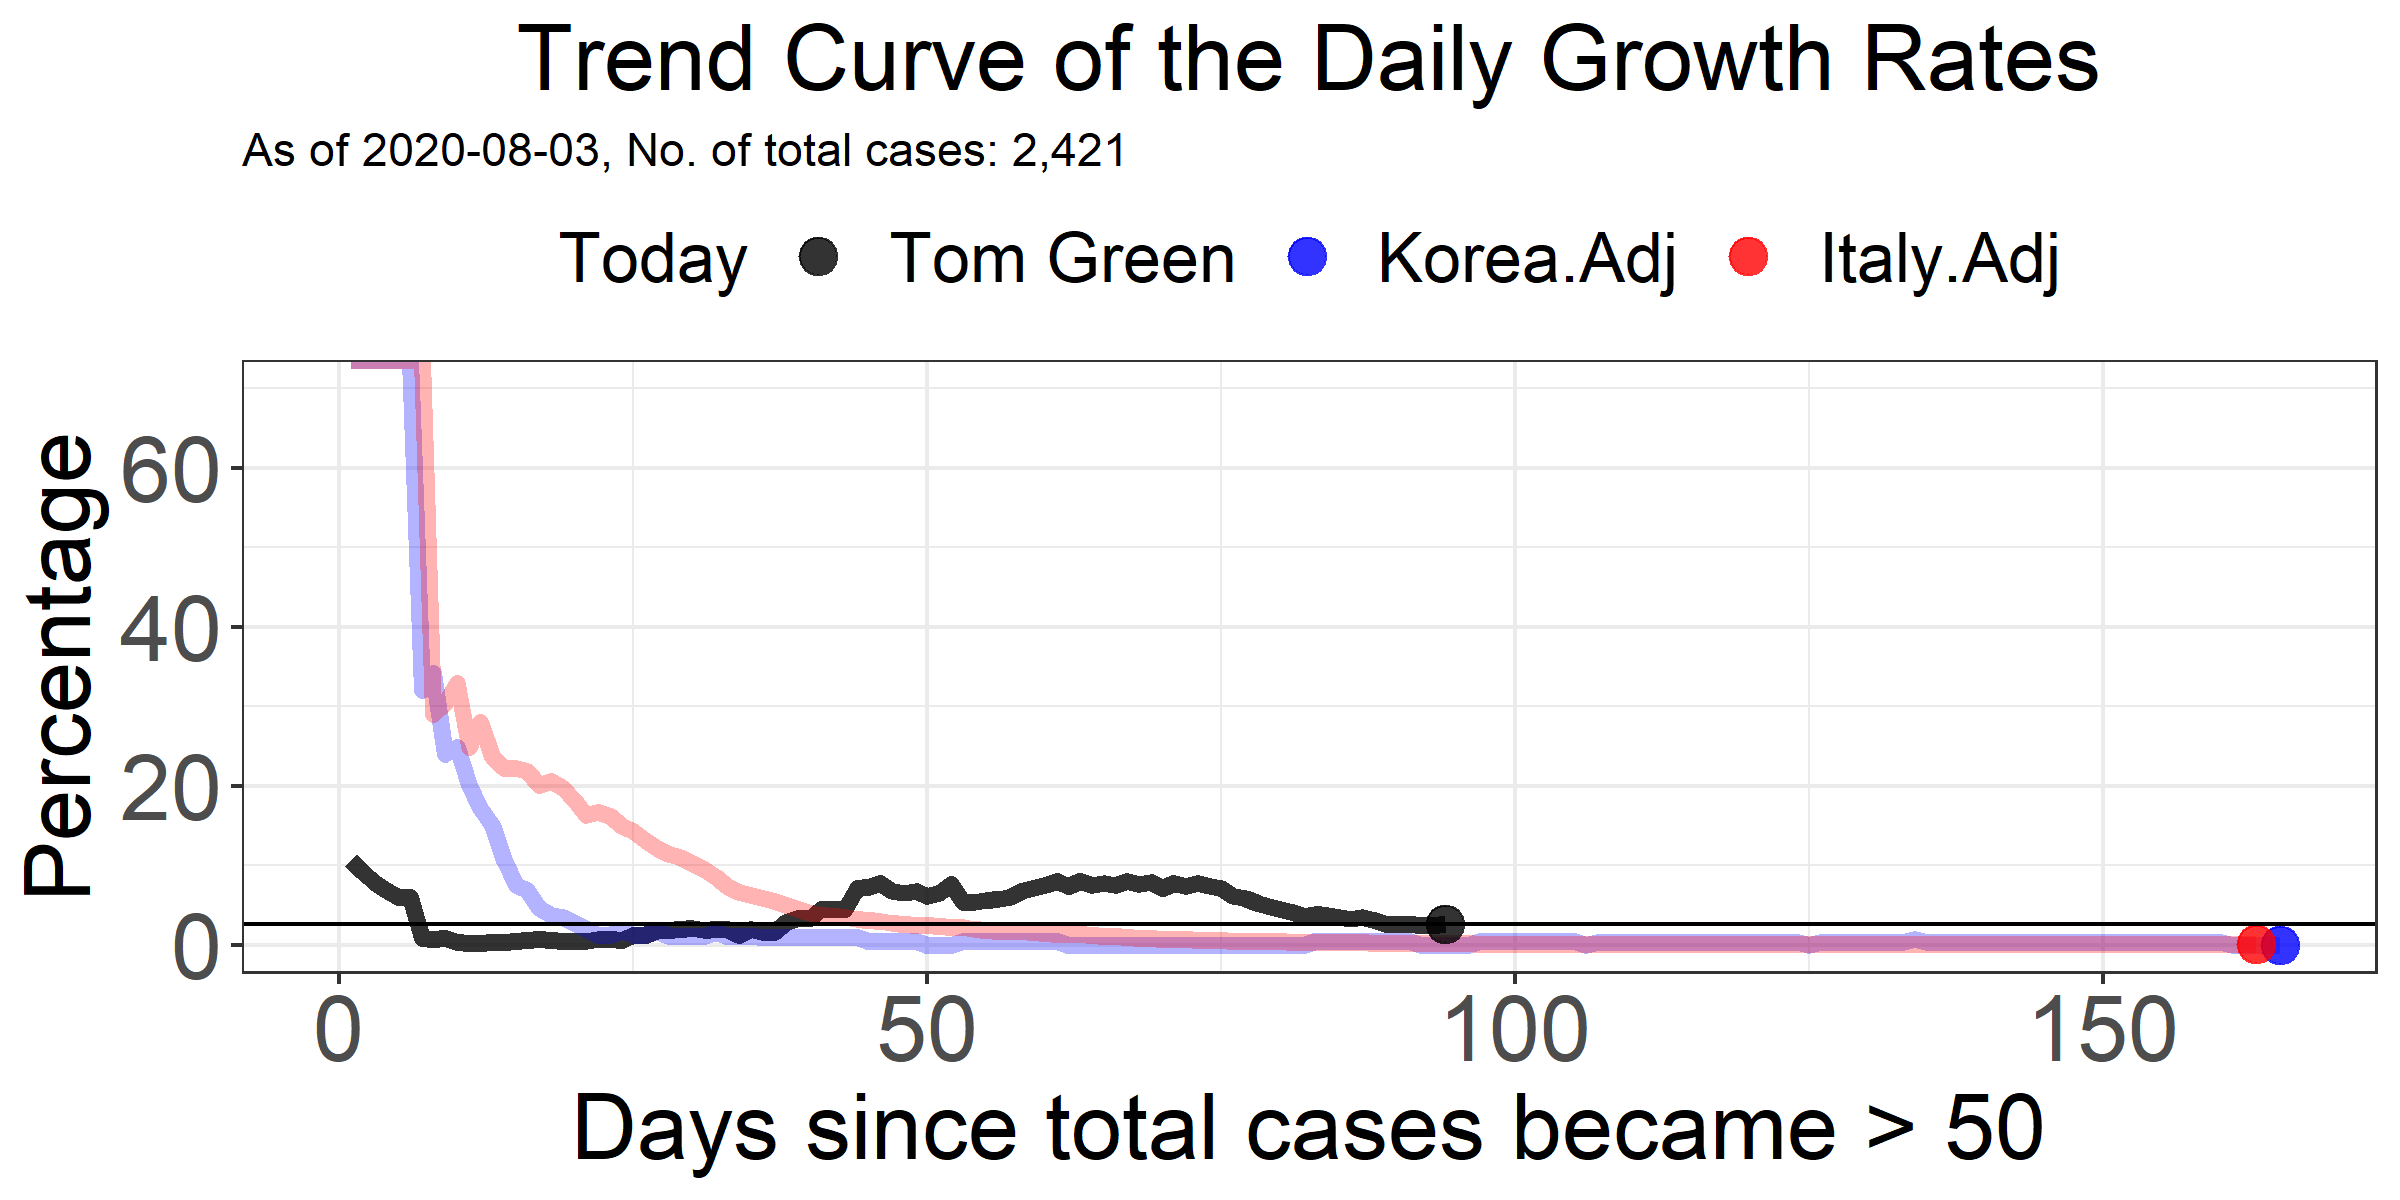 Trend Curve of the Daily Growth Rates
As of 2020-08-03, No. of total cases: 2,421
Today Tom Green Korea.Adj Italy.Adj
Percentage
60
40
20
0
0 50 100 150
Days since total cases became > 50